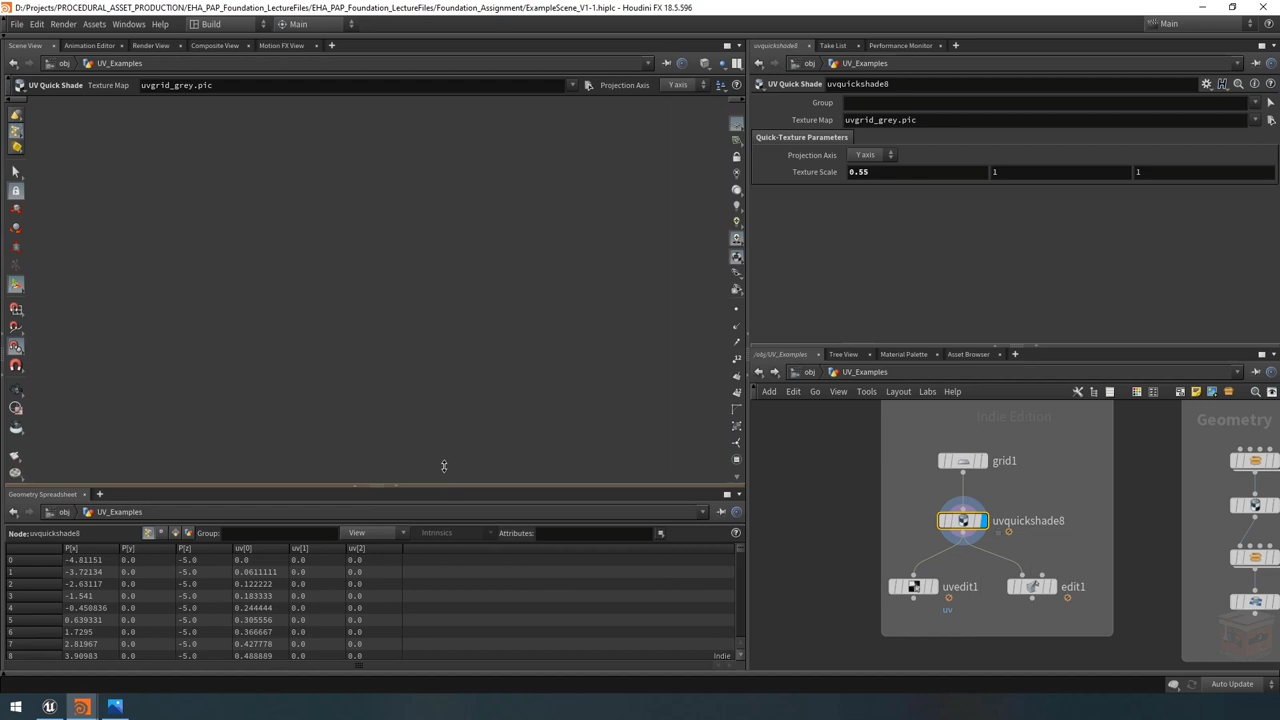 D:/Projects/PROCEDURAL_ASSET_PRODUCTION/EHA_PAP_Foundation_LectureFiles/EHA_PAP_Foundation_LectureFiles/Foundation_Assignment/ExampleScene_V1-1.hiplc - Houdini FX 18.5.596
File Edit Render Assets Windows Help Build Main Main
Scene View Animation Editor Render View Composite View Motion FX View
obj UV_Examples
UV Quick Shade Texture Map uvgrid_grey.pic Projection Axis Y axis
uvquickshade8 Take List Performance Monitor
obj UV_Examples
UV Quick Shade uvquickshade8
Group
Texture Map uvgrid_grey.pic
Quick-Texture Parameters
Projection Axis Y axis
Texture Scale 0.55 1 1
/obj/UV_Examples Tree View Material Palette Asset Browser
obj UV_Examples
Add Edit Go View Tools Layout Labs Help
Indie Edition
Geometry
grid1
uvquickshade8
uvedit1
uv
edit1
Geometry Spreadsheet
obj UV_Examples
Node:uvquickshade8 Group: View Intrinsics Attributes:
P[x] P[y] P[z] uv[0] uv[1] uv[2]
0 -4.81151 0.0 -5.0 0.0 0.0 0.0
1 -3.72134 0.0 -5.0 0.0611111 0.0 0.0
2 -2.63117 0.0 -5.0 0.122222 0.0 0.0
3 -1.541 0.0 -5.0 0.183333 0.0 0.0
4 -0.450836 0.0 -5.0 0.244444 0.0 0.0
5 0.639331 0.0 -5.0 0.305556 0.0 0.0
6 1.7295 0.0 -5.0 0.366667 0.0 0.0
7 2.81967 0.0 -5.0 0.427778 0.0 0.0
8 3.90983 0.0 -5.0 0.488889 0.0 0.0
Indie
Auto Update